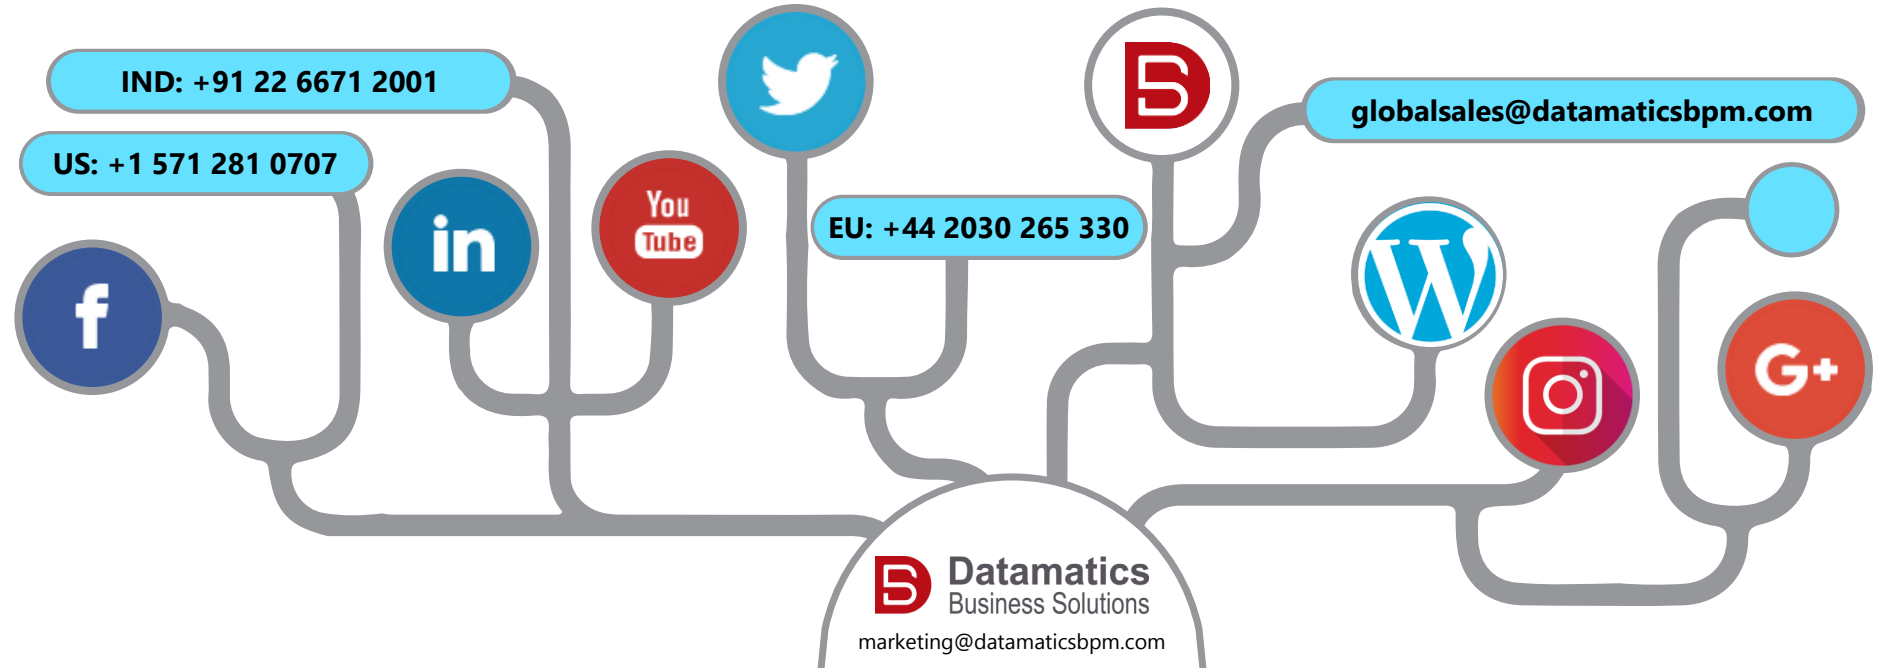 IND: +91 22 6671 2001
US: +1 571 281 0707
f
in
You
Tube
EU: +44 2030 265 330
globalsales@datamaticsbpm.com
W
G+
Datamatics
Business Solutions
marketing@datamaticsbpm.com